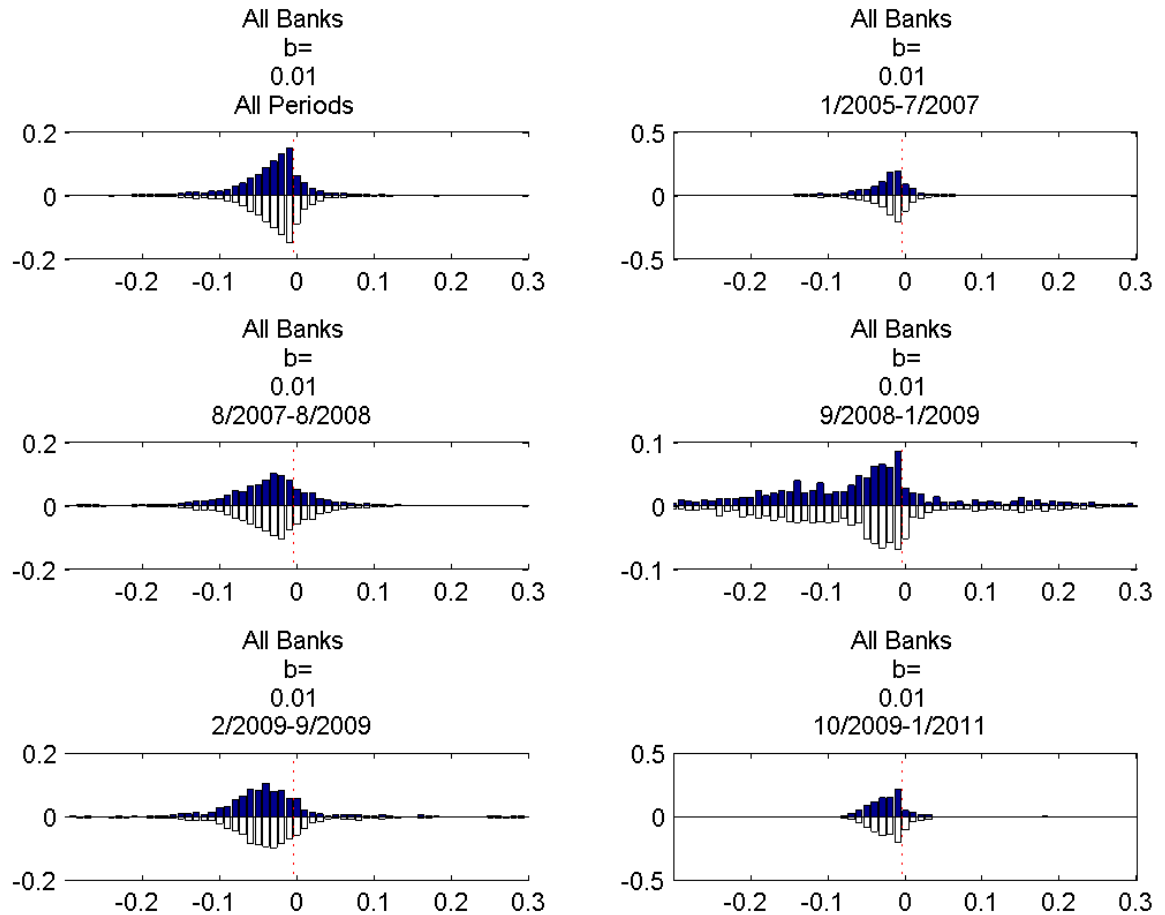 All Banks
b=
0.01
All Periods
0.2
0
-0.2
-0.2 -0.1 0 0.1 0.2 0.3
All Banks
b=
0.01
1/2005-7/2007
0.5
0
-0.5
-0.2 -0.1 0 0.1 0.2 0.3
All Banks
b=
0.01
8/2007-8/2008
0.2
0
-0.2
-0.2 -0.1 0 0.1 0.2 0.3
All Banks
b=
0.01
9/2008-1/2009
0.1
0
-0.1
-0.2 -0.1 0 0.1 0.2 0.3
All Banks
b=
0.01
2/2009-9/2009
0.2
0
-0.2
-0.2 -0.1 0 0.1 0.2 0.3
All Banks
b=
0.01
10/2009-1/2011
0.5
0
-0.5
-0.2 -0.1 0 0.1 0.2 0.3